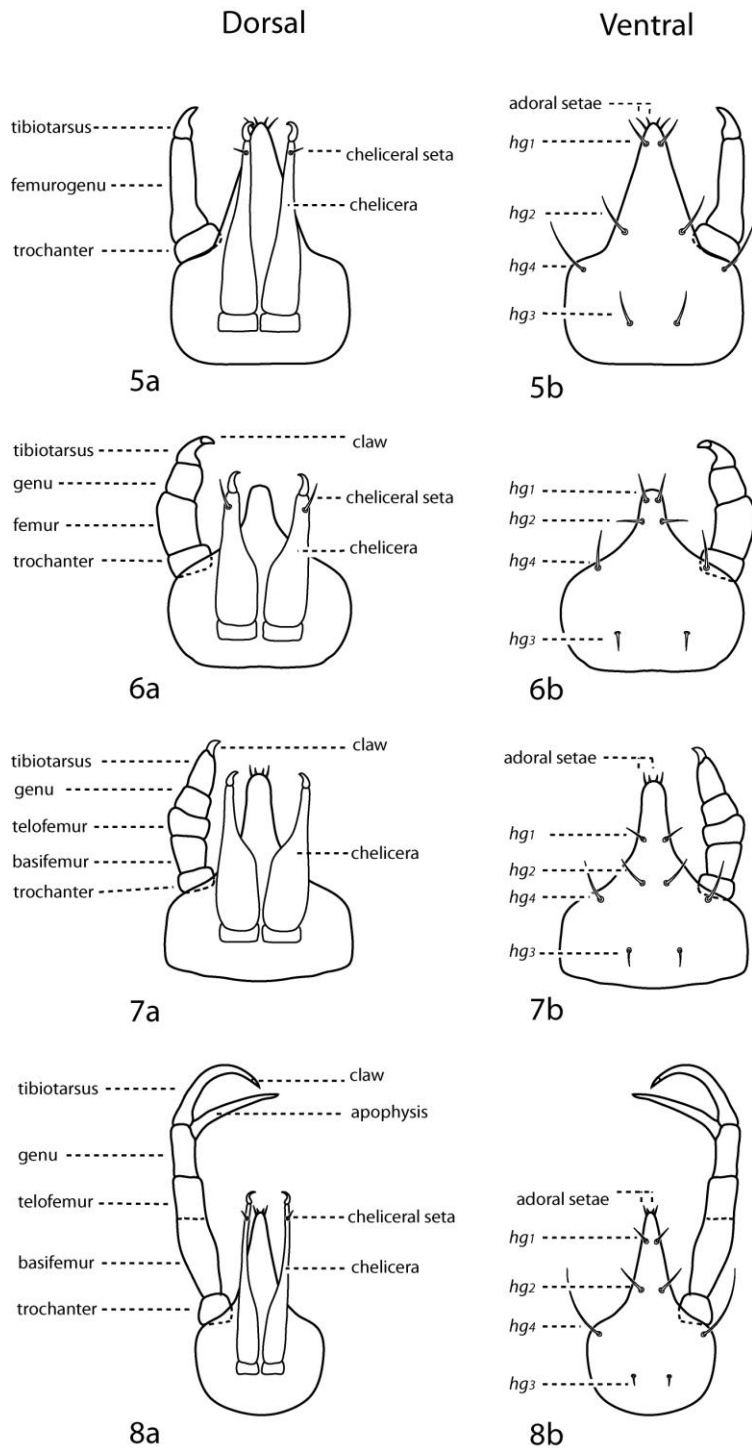 Dorsal
Ventral
tibiotarsus
femurogenu
trochanter
cheliceral seta
chelicera
5a
adoral setae
hg1
hg2
hg4
hg3
5b
tibiotarsus
genu
femur
trochanter
claw
cheliceral seta
chelicera
6a
hg1
hg2
hg4
hg3
6b
tibiotarsus
genu
telofemur
basifemur
trochanter
claw
chelicera
7a
adoral setae
hg1
hg2
hg4
hg3
7b
tibiotarsus
genu
telofemur
basifemur
trochanter
claw
apophysis
cheliceral seta
chelicera
8a
adoral setae
hg1
hg2
hg4
hg3
8b